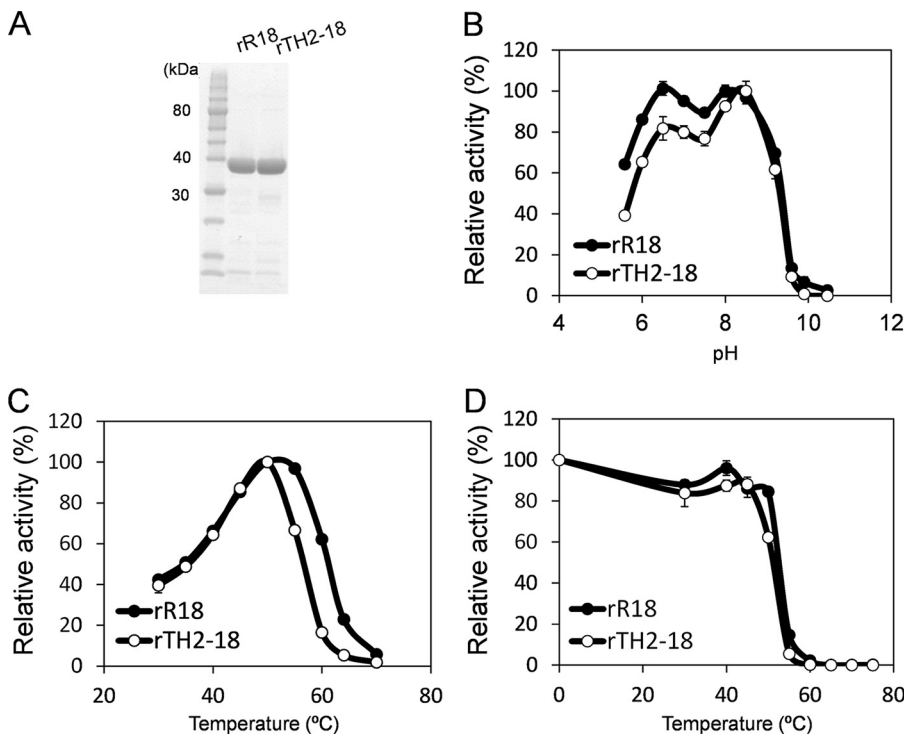 A
rR18
rTH2-18
(kDa
80
40
30
B
Relative activity (%)
120
100
80
60
40
20
0
rR18
rTH2-18
4 6 8 10 12
pH
C
Relative activity (%)
120
100
80
60
40
20
0
rR18
rTH2-18
20 40 60 80
Temperature (ºC)
D
Relative activity (%)
120
100
80
60
40
20
0
rR18
rTH2-18
0 20 40 60 80
Temperature (ºC)